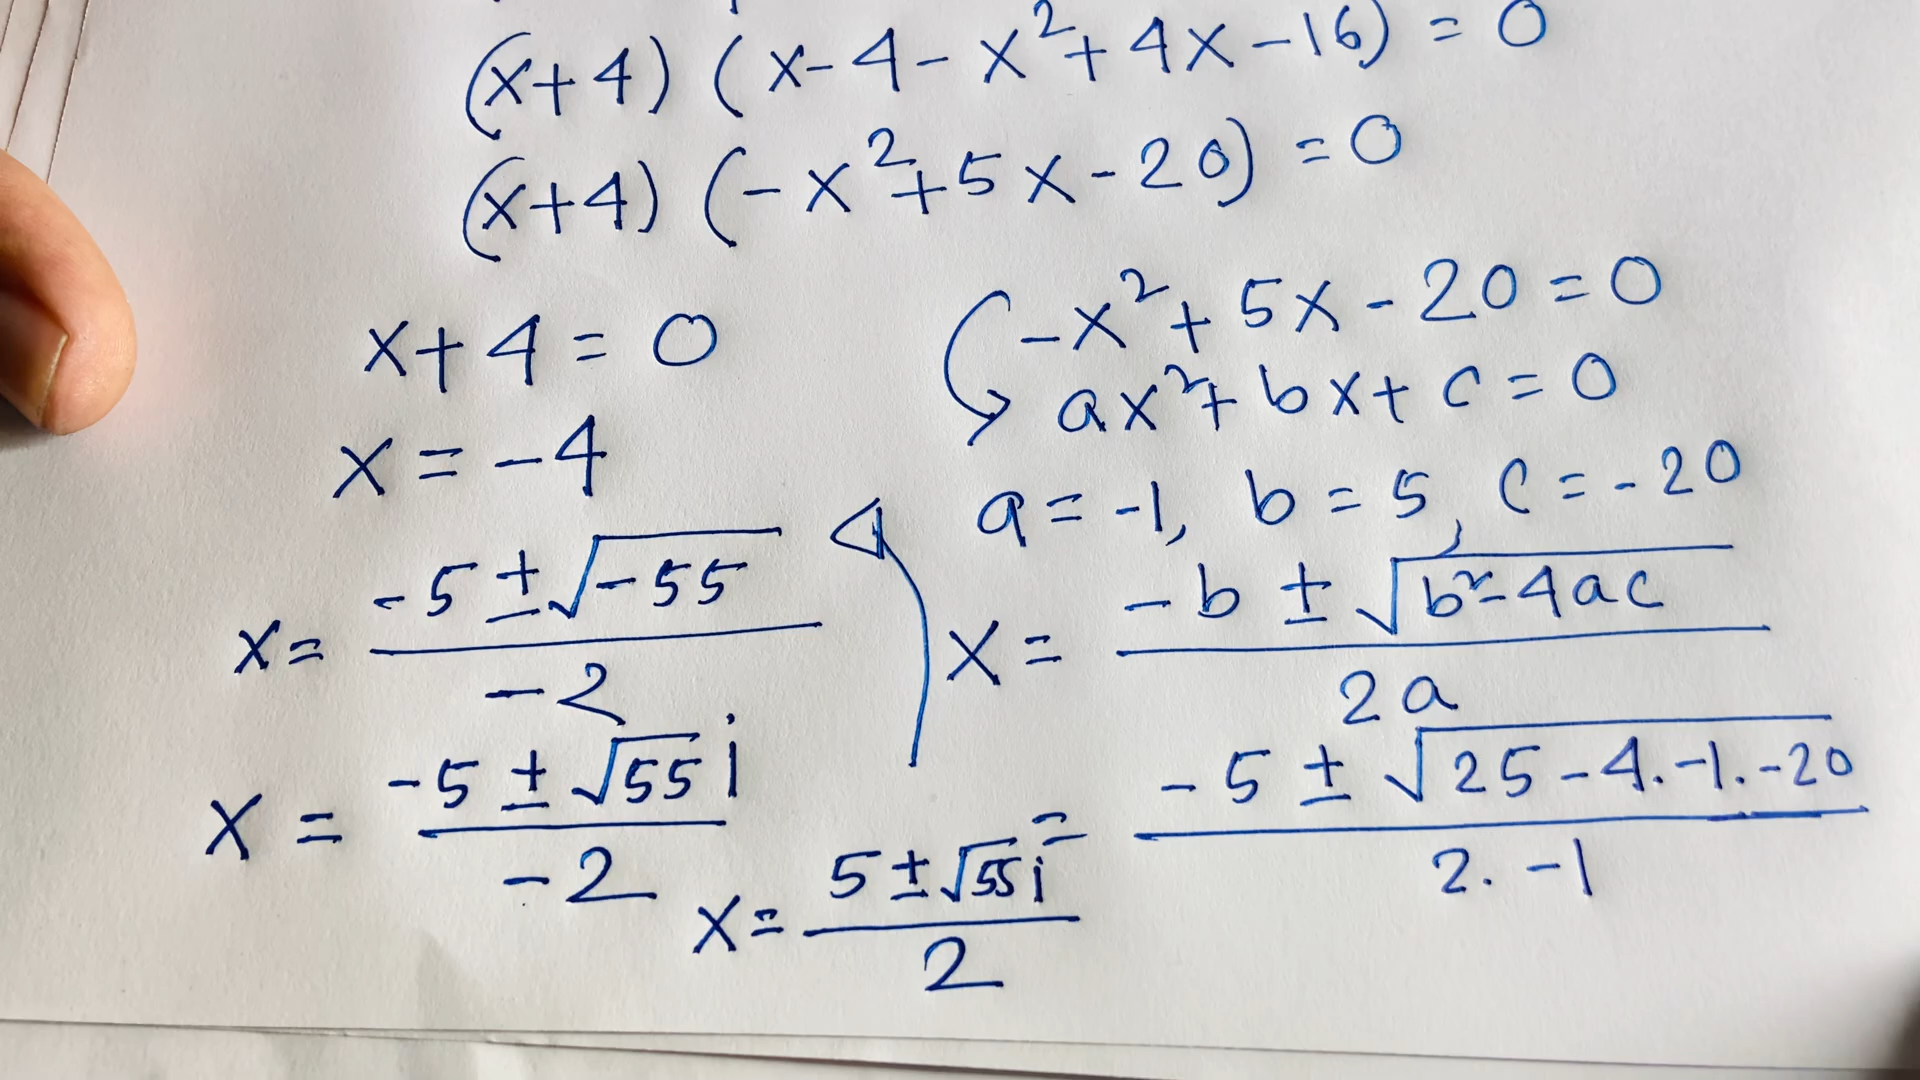 (x+4) (x-4-x²+4x-16) = 0
(x+4) (-x²+5x-20) = 0
x+4 = 0
x = -4
-x²+5x-20=0
ax²+bx+c=0
a=-1, b=5, c=-20
x = (-b ± √(b²-4ac)) / 2a
= (-5 ± √(25-4.-1.-20)) / 2.-1
x = (-5 ± √(-55)) / -2
x = (-5 ± √55 i) / -2
x = (5 ± √55 i) / 2